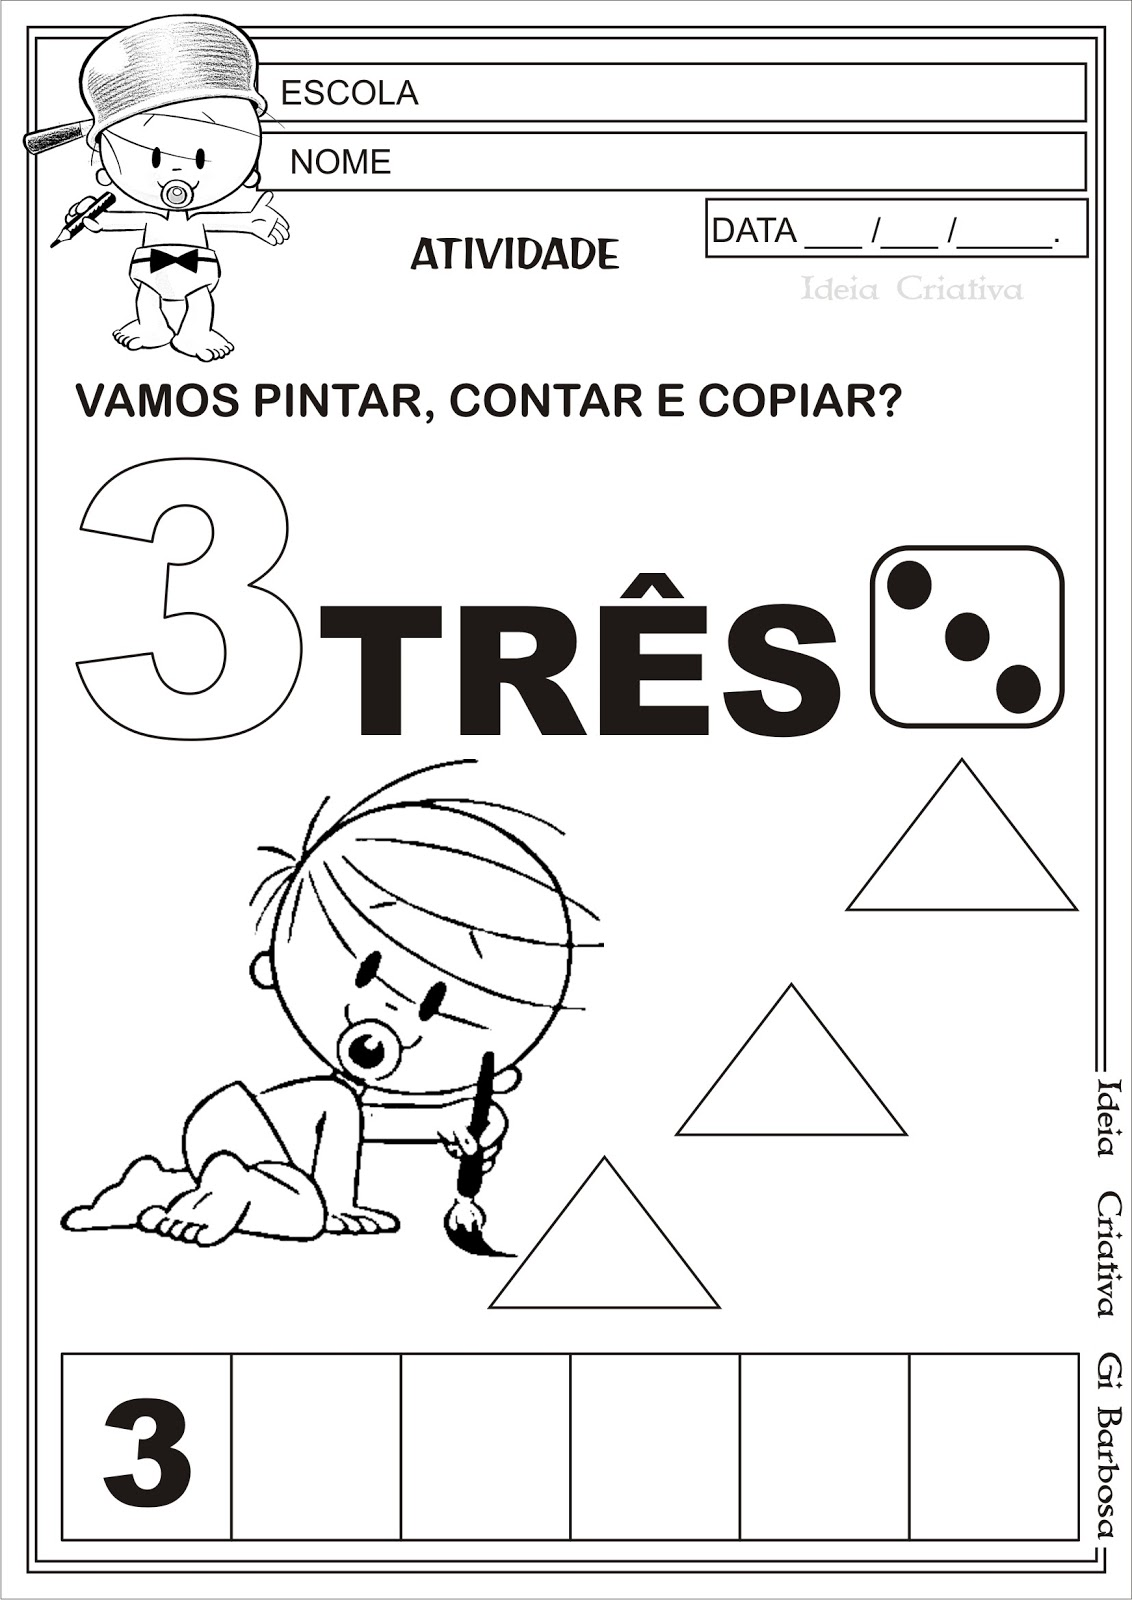 ESCOLA
NOME
DATA ___ /___ /_____.
ATIVIDADE
Ideia Criativa
VAMOS PINTAR, CONTAR E COPIAR?
3 TRÊS
3
Ideia Criativa Gi Barbosa